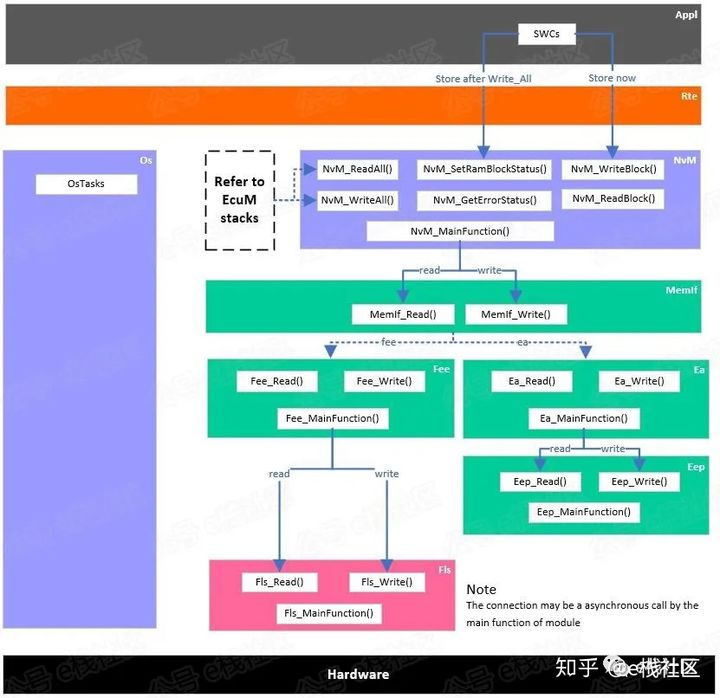 Appl
SWCs
Store after Write_All
Store now
Rte
Os
OsTasks
Refer to
EcuM
stacks
NvM
NvM_ReadAll()
NvM_SetRamBlockStatus()
NvM_WriteBlock()
NvM_WriteAll()
NvM_GetErrorStatus()
NvM_ReadBlock()
NvM_MainFunction()
read
write
MemIf
MemIf_Read()
MemIf_Write()
fee
ea
Fee
Fee_Read()
Fee_Write()
Fee_MainFunction()
Ea
Ea_Read()
Ea_Write()
Ea_MainFunction()
read
write
Eep
Eep_Read()
Eep_Write()
Eep_MainFunction()
read
write
Fls
Fls_Read()
Fls_Write()
Fls_MainFunction()
Note
The connection may be a asynchronous call by the
main function of module
Hardware
知乎 @e栈社区